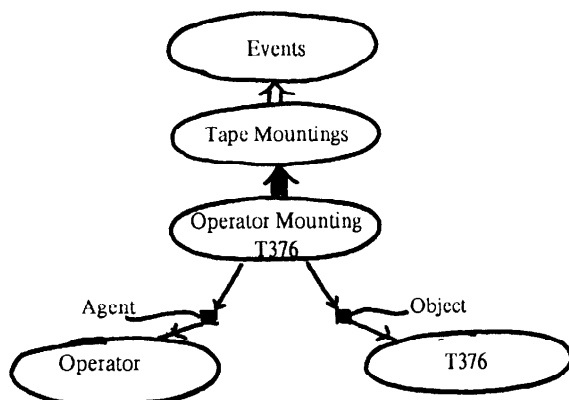 Events
Tape Mountings
Operator Mounting
T376
Agent
Object
Operator
T376